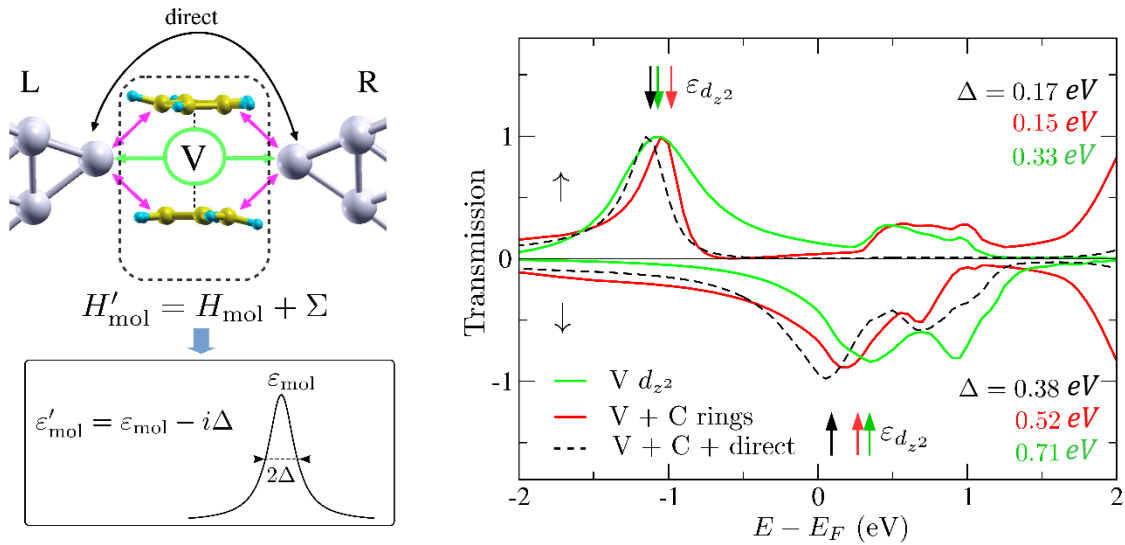 direct
L
R
V
H′mol = Hmol + Σ
εmol
ε′mol = εmol − iΔ
2Δ
Transmission
1
0
-1
↑
↓
εdz2
Δ = 0.17 eV
0.15 eV
0.33 eV
V dz2
V + C rings
V + C + direct
εdz2
Δ = 0.38 eV
0.52 eV
0.71 eV
-2
-1
0
1
2
E − EF (eV)